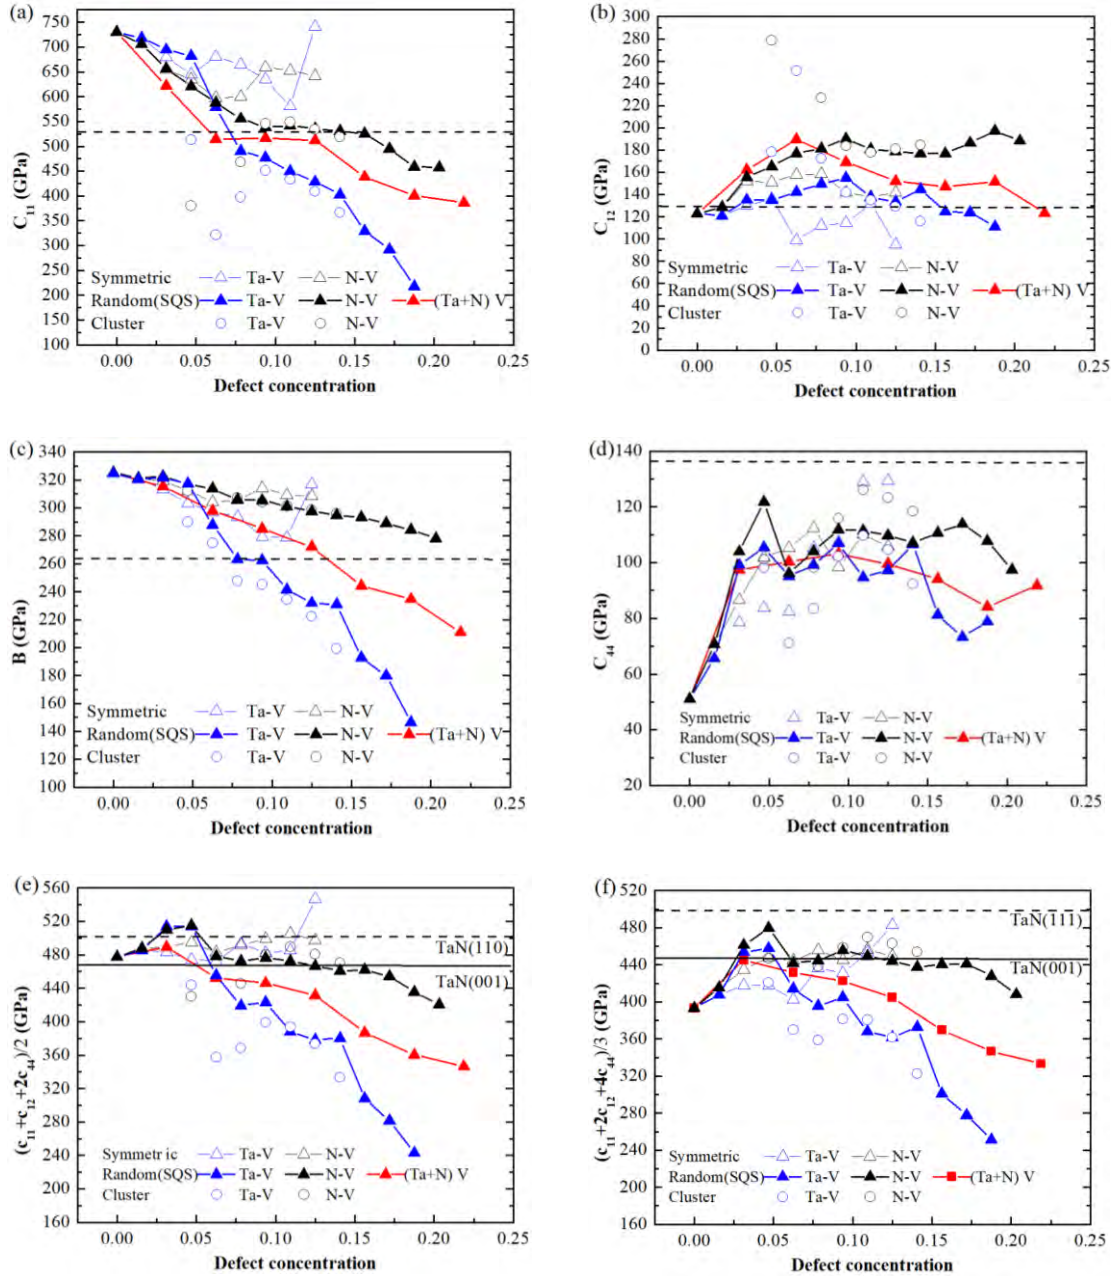 (a)
750
700
650
600
550
500
450
400
350
300
250
200
150
100
C11 (GPa)
Symmetric Ta-V N-V
Random(SQS) Ta-V N-V (Ta+N) V
Cluster Ta-V N-V
0.00 0.05 0.10 0.15 0.20 0.25
Defect concentration
(b)
300
280
260
240
220
200
180
160
140
120
100
80
60
40
20
0
C12 (GPa)
Symmetric Ta-V N-V
Random(SQS) Ta-V N-V (Ta+N) V
Cluster Ta-V N-V
0.00 0.05 0.10 0.15 0.20 0.25
Defect concentration
(c)
340
320
300
280
260
240
220
200
180
160
140
120
100
B (GPa)
Symmetric Ta-V N-V
Random(SQS) Ta-V N-V (Ta+N) V
Cluster Ta-V N-V
0.00 0.05 0.10 0.15 0.20 0.25
Defect concentration
(d)
140
120
100
80
60
40
20
C44 (GPa)
Symmetric Ta-V N-V
Random(SQS) Ta-V N-V (Ta+N) V
Cluster Ta-V N-V
0.00 0.05 0.10 0.15 0.20 0.25
Defect concentration
(e)
560
520
480
440
400
360
320
280
240
200
160
(c11+c12+2c44)/2 (GPa)
TaN(110)
TaN(001)
Symmetric Ta-V N-V
Random(SQS) Ta-V N-V (Ta+N) V
Cluster Ta-V N-V
0.00 0.05 0.10 0.15 0.20 0.25
Defect concentration
(f)
520
480
440
400
360
320
280
240
200
160
(c11+2c12+4c44)/3 (GPa)
TaN(111)
TaN(001)
Symmetric Ta-V N-V
Random(SQS) Ta-V N-V (Ta+N) V
Cluster Ta-V N-V
0.00 0.05 0.10 0.15 0.20 0.25
Defect concentration